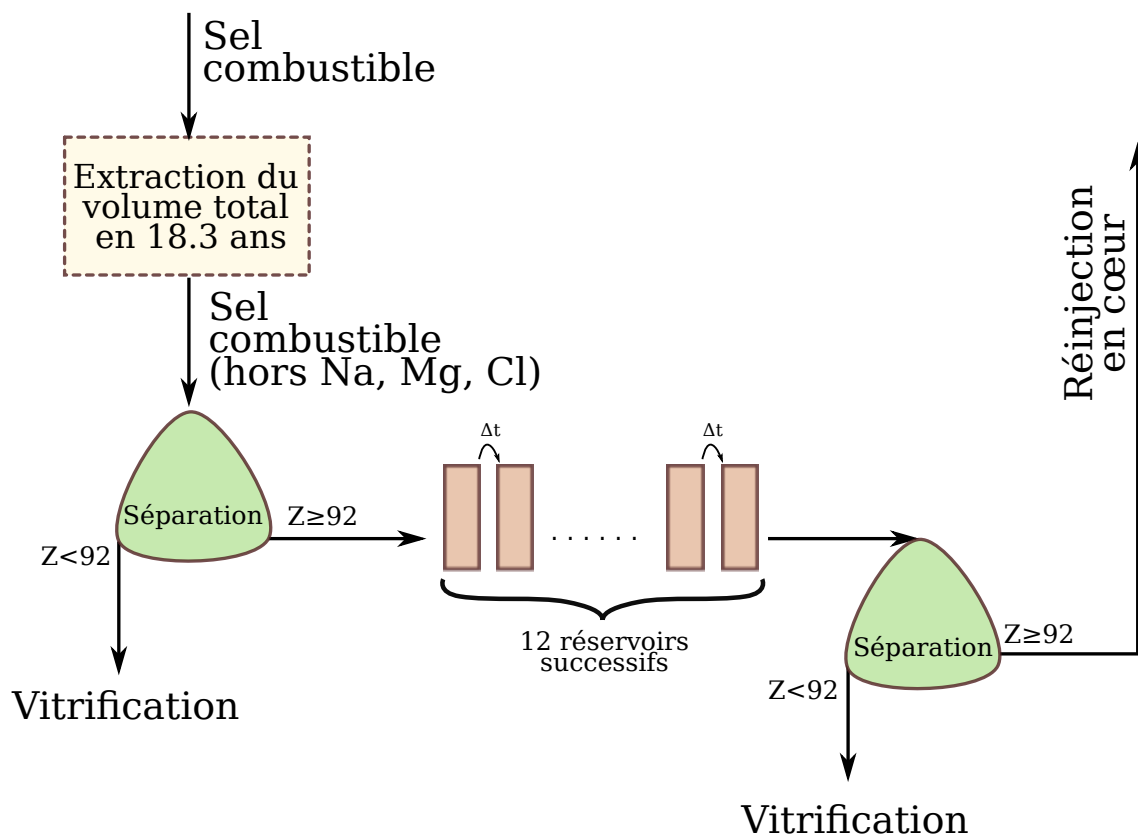 Sel
combustible
Extraction du
volume total
en 18.3 ans
Sel
combustible
(hors Na, Mg, Cl)
Séparation
Z<92
Z≥92
Vitrification
Δt
Δt
. . . . . .
12 réservoirs
successifs
Séparation
Z≥92
Z<92
Vitrification
Réinjection
en cœur